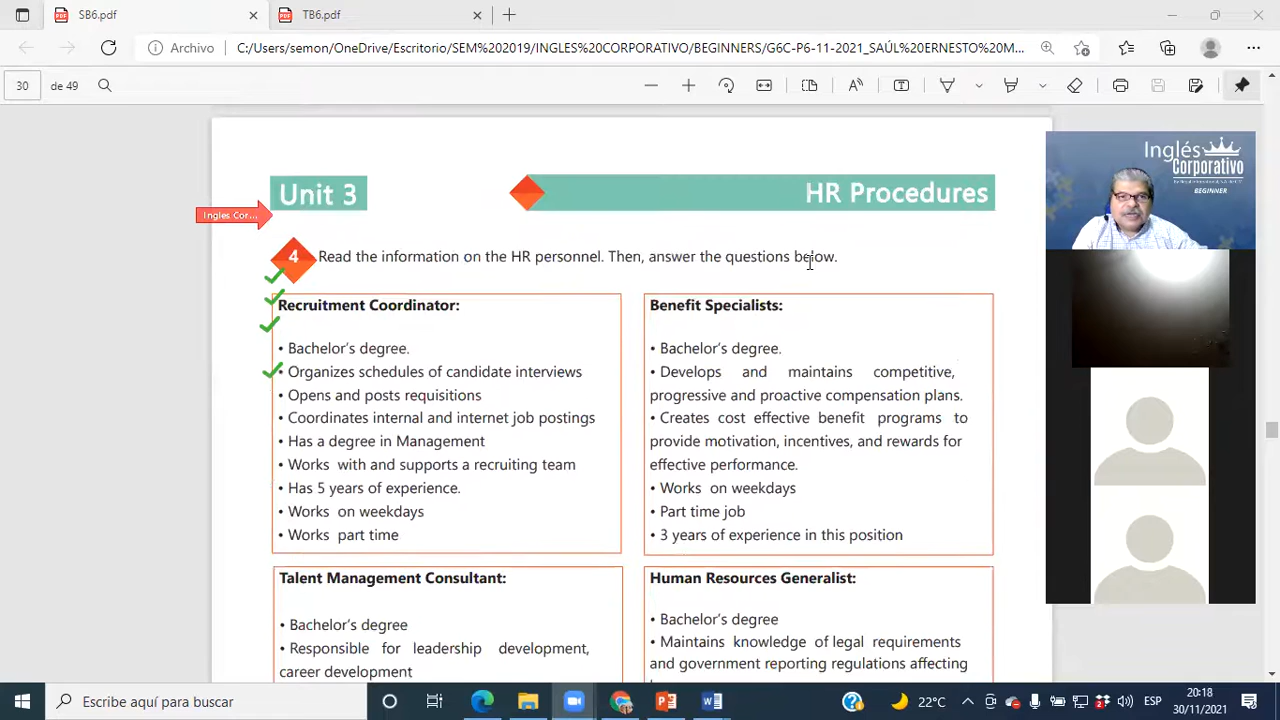 SB6.pdf
TB6.pdf
Archivo
C:/Users/semon/OneDrive/Escritorio/SEM%202019/INGLES%20CORPORATIVO/BEGINNERS/G6C-P6-11-2021_SAÚL%20ERNESTO%20M...
30
de 49
Unit 3
HR Procedures
Ingles Cor...
4
Read the information on the HR personnel. Then, answer the questions below.
Recruitment Coordinator:
• Bachelor's degree.
• Organizes schedules of candidate interviews
• Opens and posts requisitions
• Coordinates internal and internet job postings
• Has a degree in Management
• Works with and supports a recruiting team
• Has 5 years of experience.
• Works on weekdays
• Works part time
Benefit Specialists:
• Bachelor's degree.
• Develops and maintains competitive,
progressive and proactive compensation plans.
• Creates cost effective benefit programs to
provide motivation, incentives, and rewards for
effective performance.
• Works on weekdays
• Part time job
• 3 years of experience in this position
Talent Management Consultant:
• Bachelor's degree
• Responsible for leadership development,
career development
Human Resources Generalist:
• Bachelor's degree
• Maintains knowledge of legal requirements
and government reporting regulations affecting
Inglés
Corporativo
BEGINNER
Escribe aquí para buscar
22°C
ESP
20:18
30/11/2021